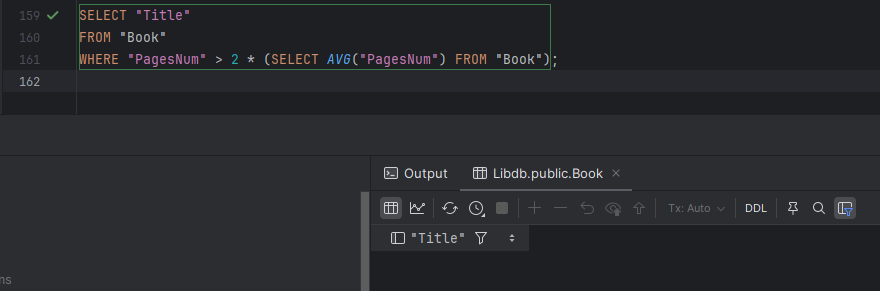 159 SELECT "Title"
160 FROM "Book"
161 WHERE "PagesNum" > 2 * (SELECT AVG("PagesNum") FROM "Book");
162
Output Libdb.public.Book ×
Tx: Auto DDL
"Title"
ns